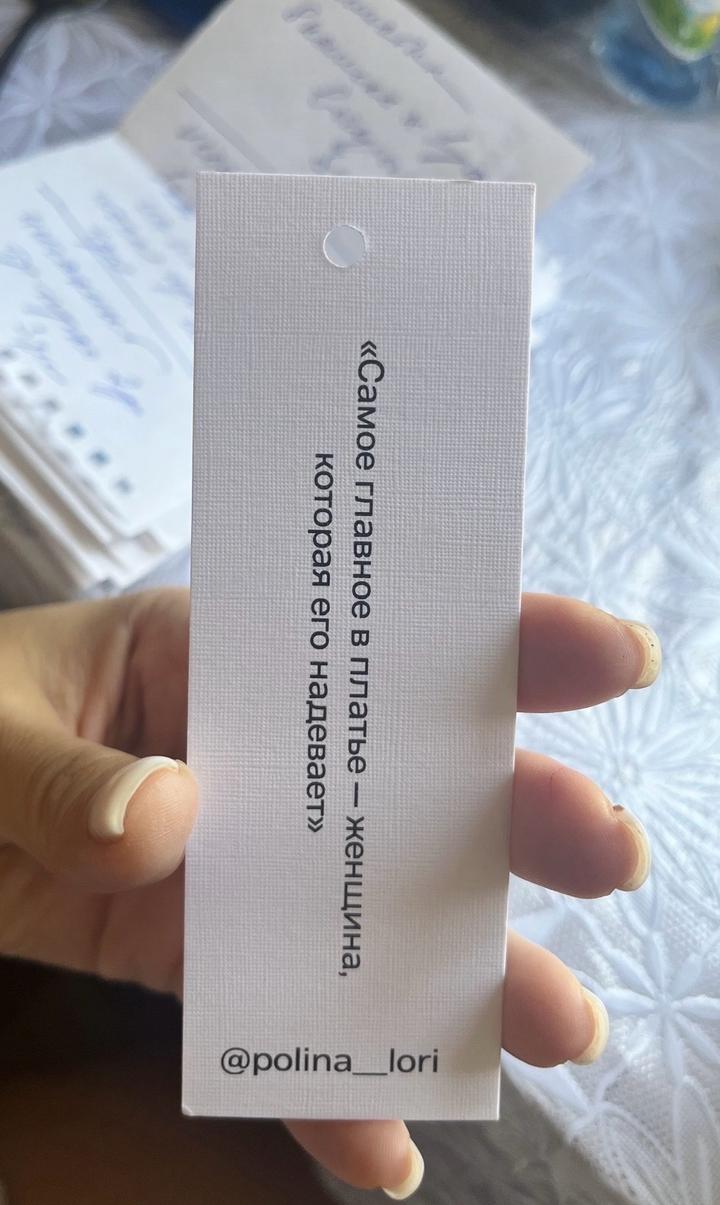 «Самое главное в платье — женщина,
которая его надевает»
@polina__lori